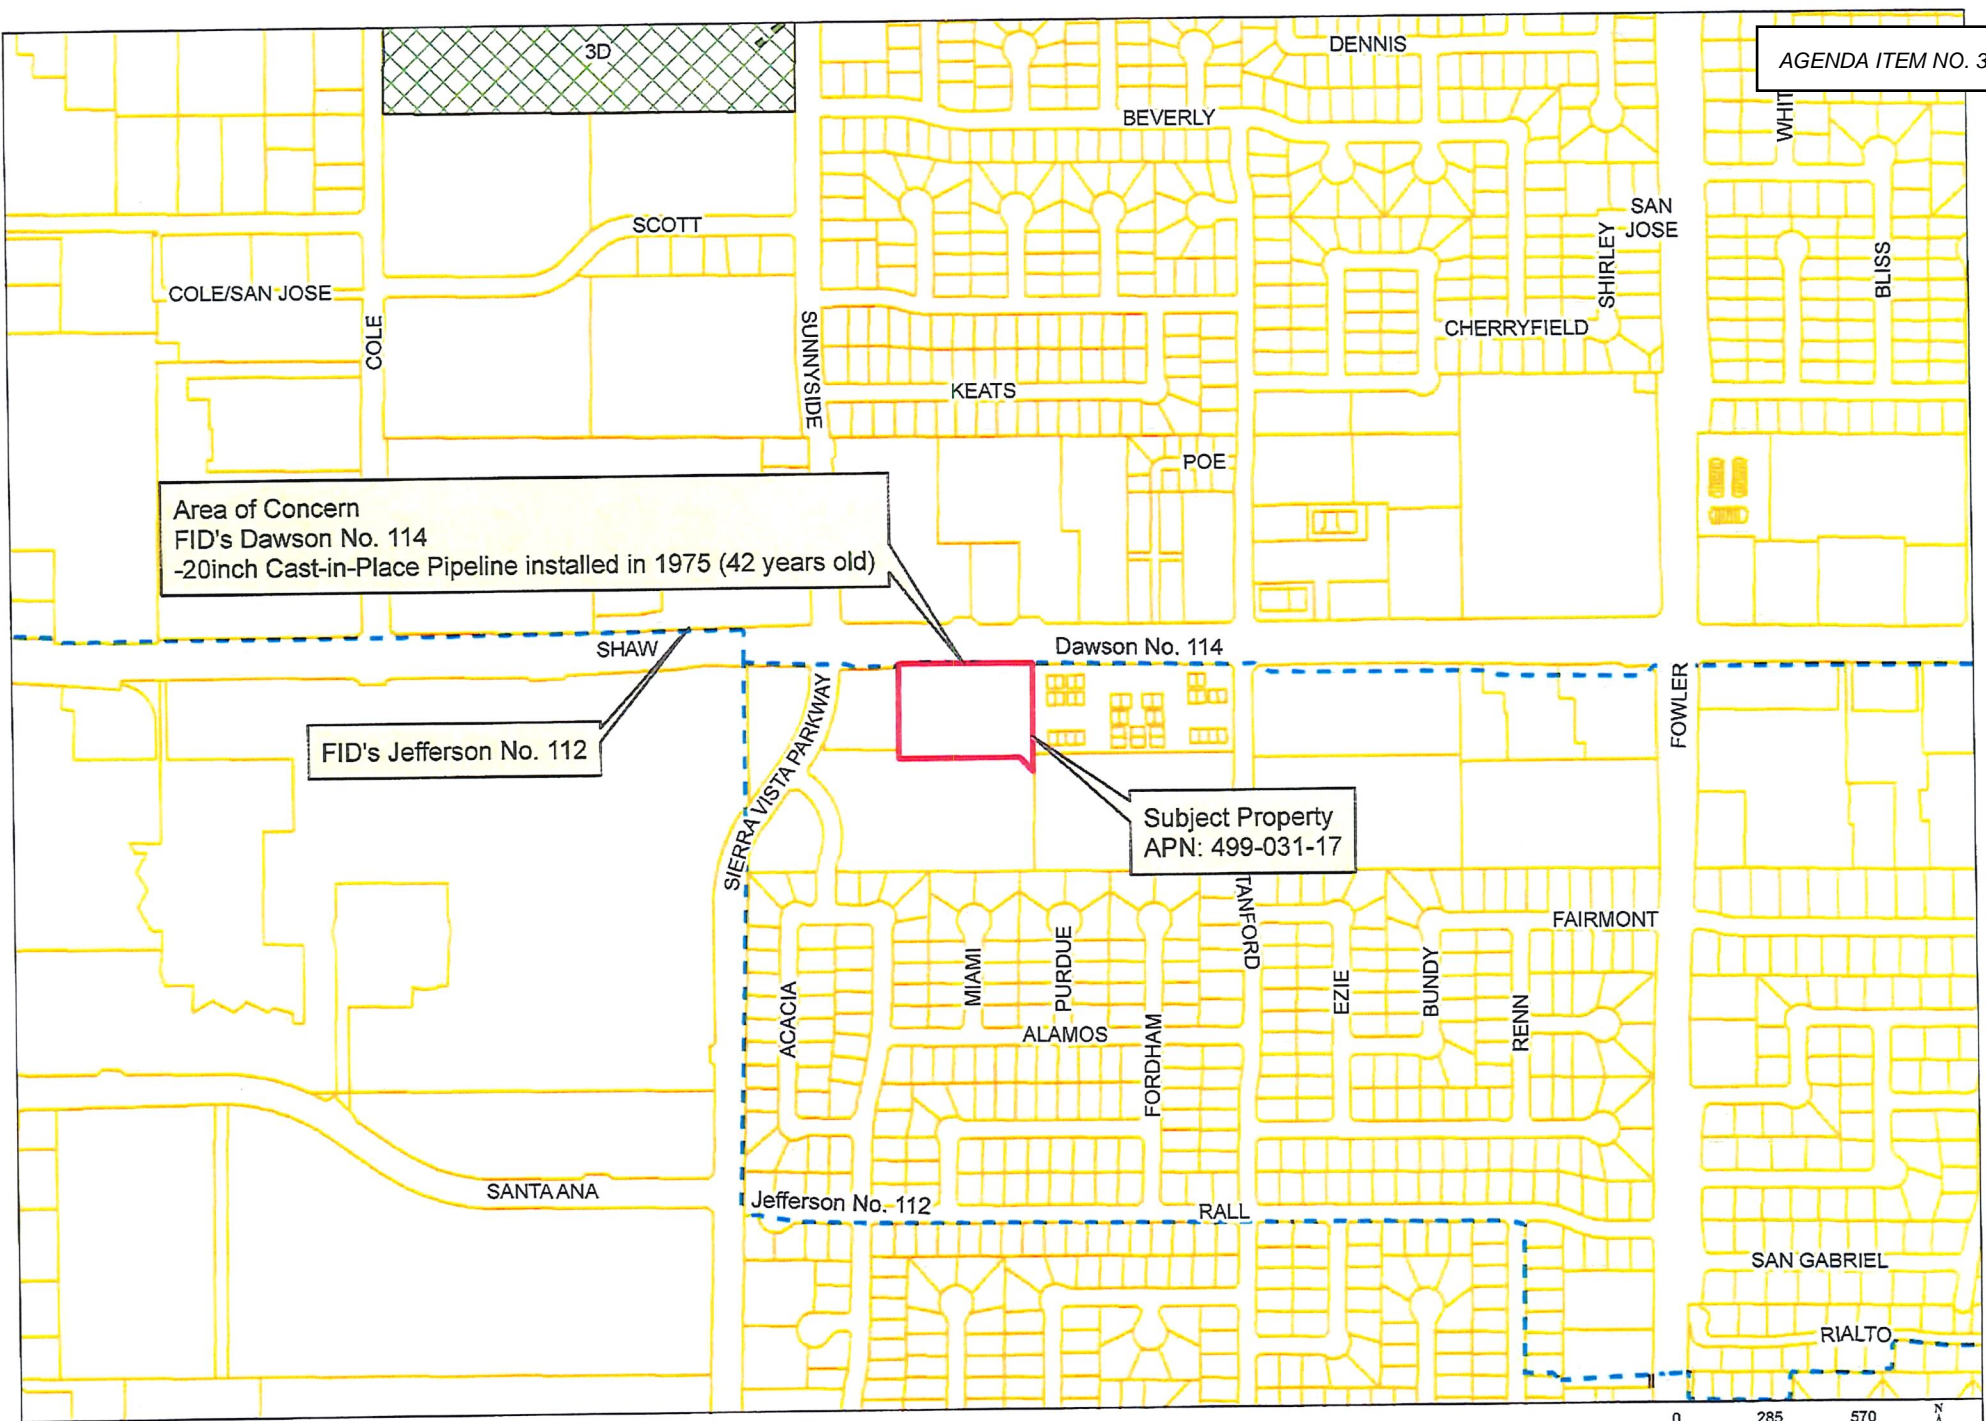 3D
DENNIS
AGENDA ITEM NO. 3
WHIT
BEVERLY
SCOTT
SAN
JOSE
SHIRLEY
BLISS
COLE/SAN JOSE
COLE
SUNNYSIDE
CHERRYFIELD
KEATS
POE
Area of Concern
FID's Dawson No. 114
-20inch Cast-in-Place Pipeline installed in 1975 (42 years old)
SHAW
Dawson No. 114
FOWLER
SIERRA VISTA PARKWAY
FID's Jefferson No. 112
Subject Property
APN: 499-031-17
TANFORD
FAIRMONT
MIAMI
PURDUE
EZIE
BUNDY
RENN
ACACIA
ALAMOS
FORDHAM
SANTA ANA
Jefferson No. 112
RALL
SAN GABRIEL
RIALTO
0 285 570
N